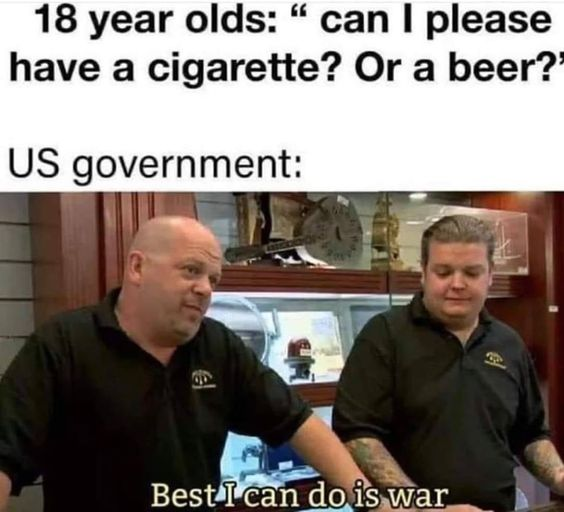 18 year olds: “ can I please
have a cigarette? Or a beer?”
US government:
Best I can do is war